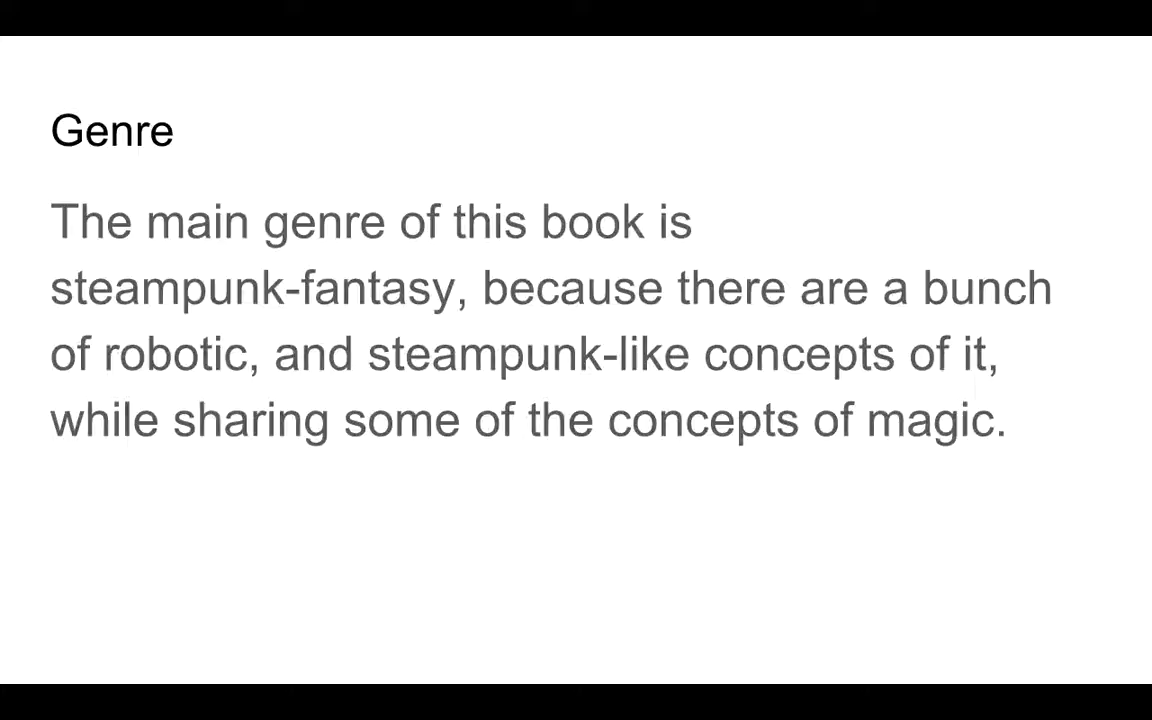 Genre
The main genre of this book is
steampunk-fantasy, because there are a bunch
of robotic, and steampunk-like concepts of it,
while sharing some of the concepts of magic.